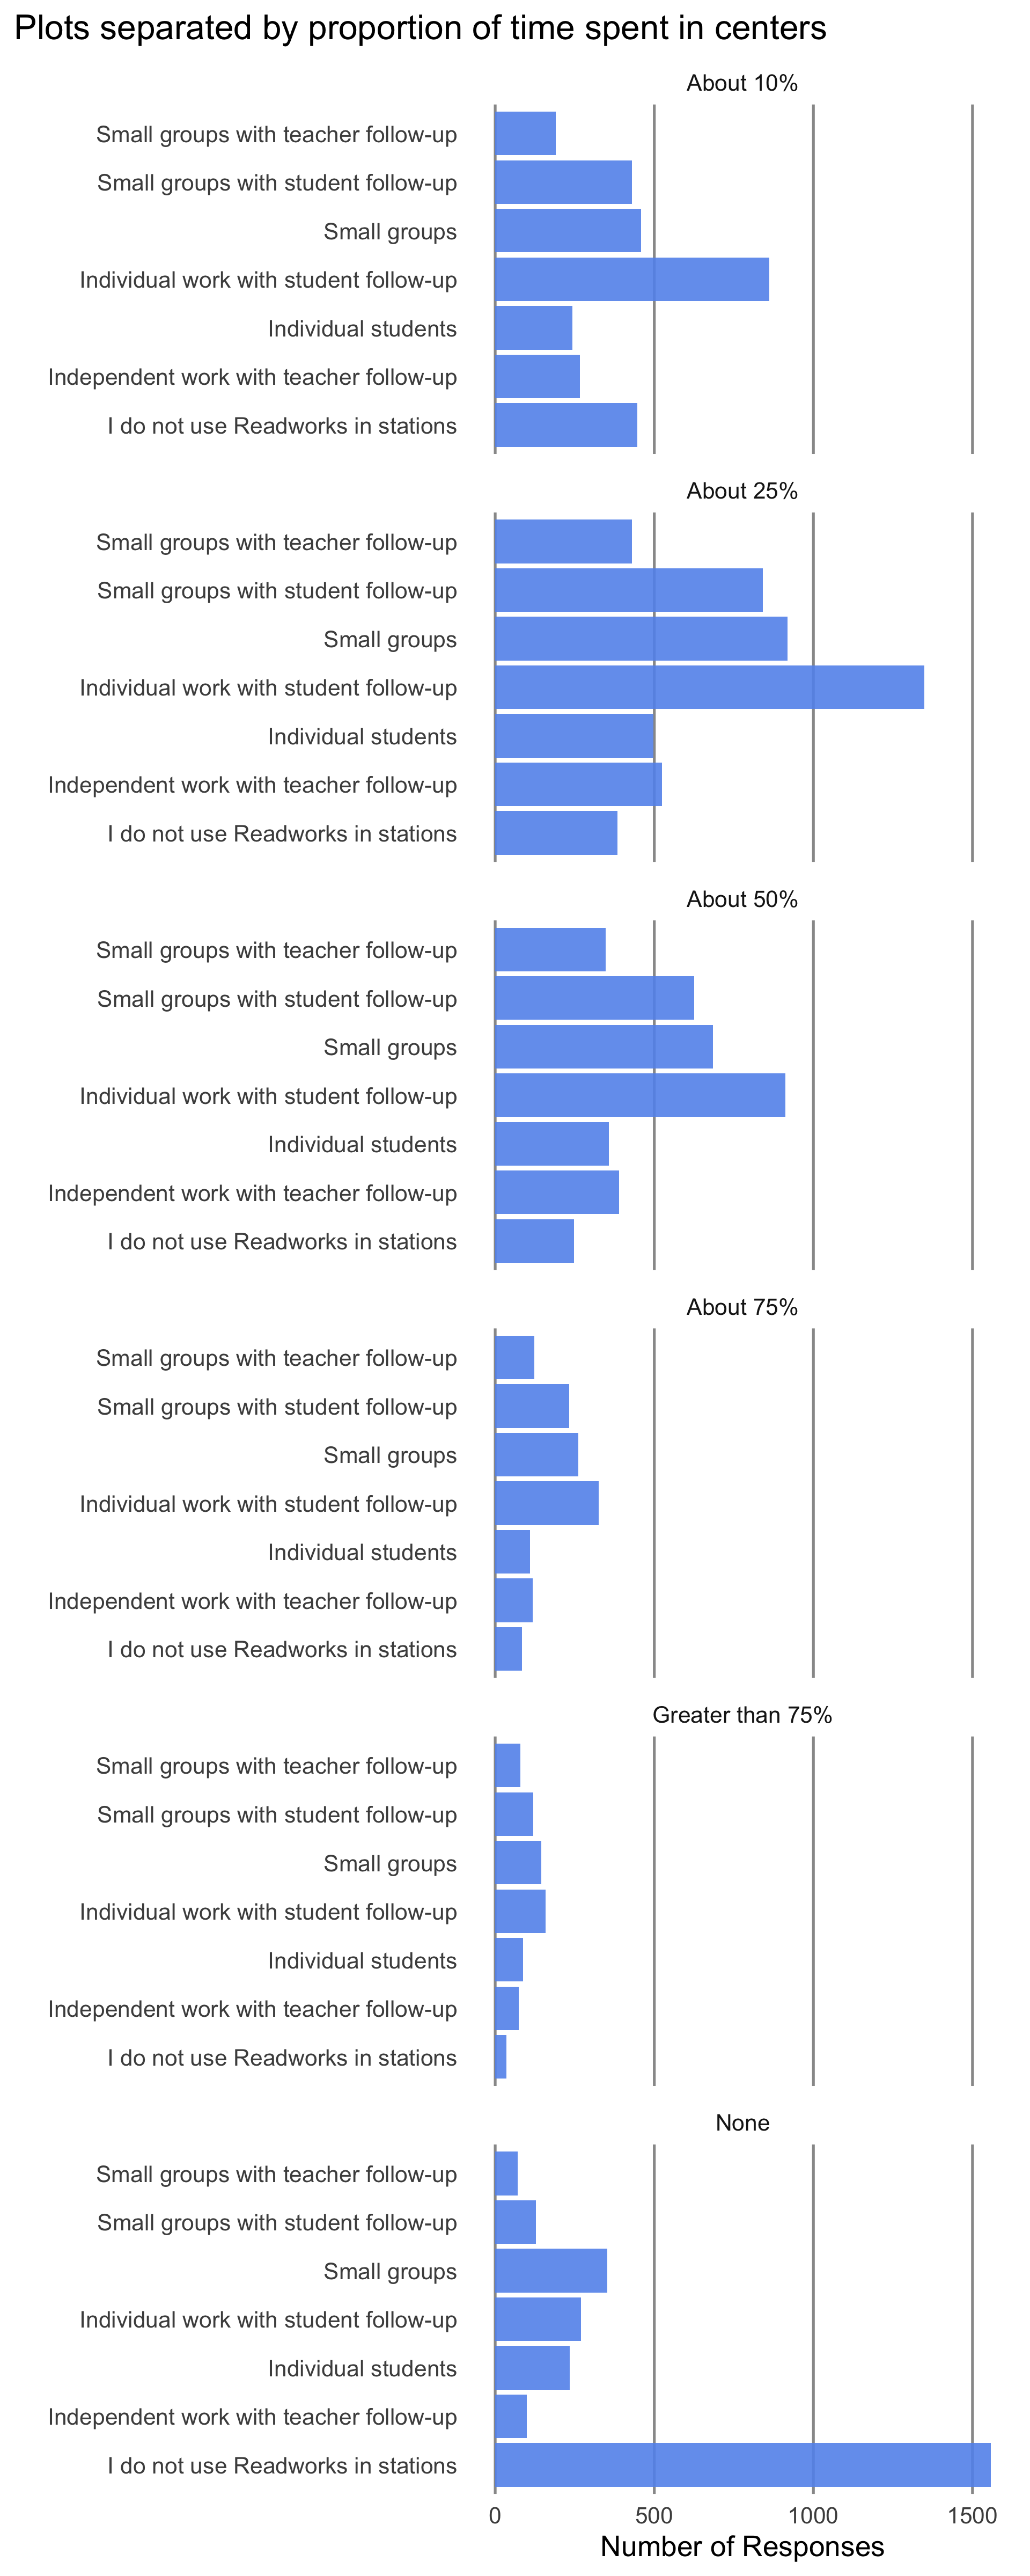 Plots separated by proportion of time spent in centers
About 10%
Small groups with teacher follow-up
Small groups with student follow-up
Small groups
Individual work with student follow-up
Individual students
Independent work with teacher follow-up
I do not use Readworks in stations
About 25%
Small groups with teacher follow-up
Small groups with student follow-up
Small groups
Individual work with student follow-up
Individual students
Independent work with teacher follow-up
I do not use Readworks in stations
About 50%
Small groups with teacher follow-up
Small groups with student follow-up
Small groups
Individual work with student follow-up
Individual students
Independent work with teacher follow-up
I do not use Readworks in stations
About 75%
Small groups with teacher follow-up
Small groups with student follow-up
Small groups
Individual work with student follow-up
Individual students
Independent work with teacher follow-up
I do not use Readworks in stations
Greater than 75%
Small groups with teacher follow-up
Small groups with student follow-up
Small groups
Individual work with student follow-up
Individual students
Independent work with teacher follow-up
I do not use Readworks in stations
None
Small groups with teacher follow-up
Small groups with student follow-up
Small groups
Individual work with student follow-up
Individual students
Independent work with teacher follow-up
I do not use Readworks in stations
0 500 1000 1500
Number of Responses